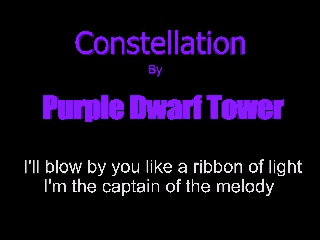 Constellation
By
Purple Dwarf Tower
I'll blow by you like a ribbon of light
I'm the captain of the melody